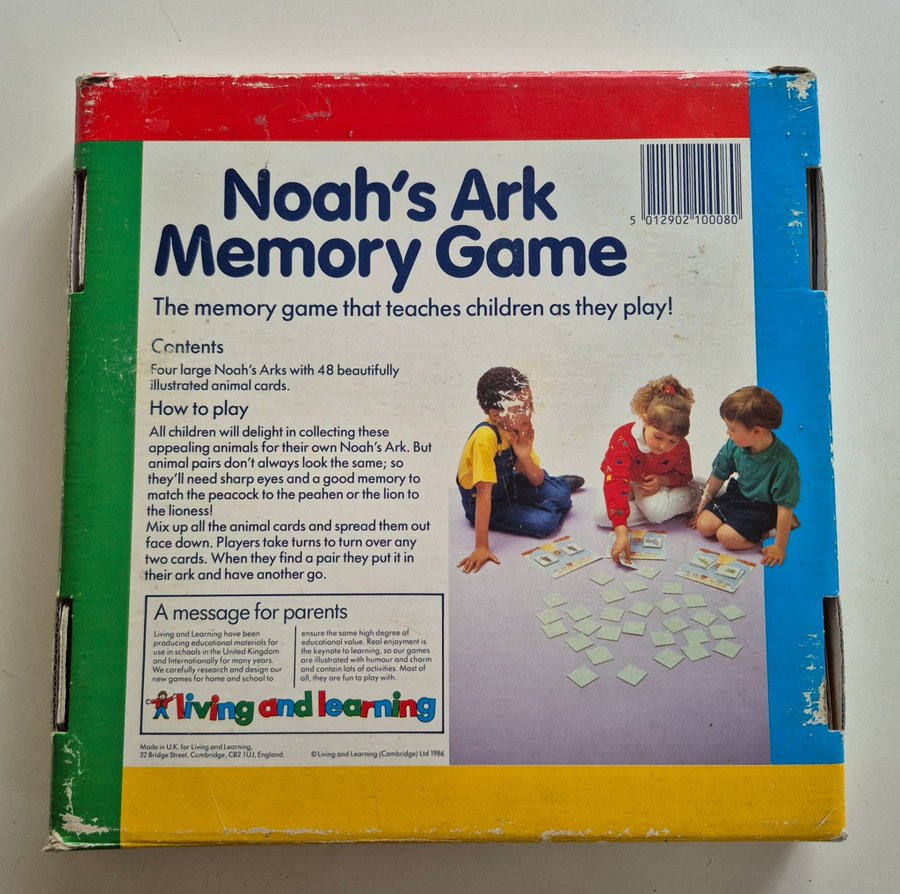 Noah's Ark
Memory Game
5 012902 100080
The memory game that teaches children as they play!
Contents
Four large Noah's Arks with 48 beautifully
illustrated animal cards.
How to play
All children will delight in collecting these
appealing animals for their own Noah's Ark. But
animal pairs don't always look the same; so
they'll need sharp eyes and a good memory to
match the peacock to the peahen or the lion to
the lioness!
Mix up all the animal cards and spread them out
face down. Players take turns to turn over any
two cards. When they find a pair they put it in
their ark and have another go.
A message for parents
Living and Learning have been
producing educational materials for
use in schools in the United Kingdom
and Internationally for many years.
We carefully research and design our
new games for home and school to
ensure the same high degree of
educational value. Real enjoyment is
the keynote to learning, so our games
are illustrated with humour and charm
and contain lots of activities. Most of
all, they are fun to play with.
living and learning
Made in U.K. for Living and Learning,
32 Bridge Street, Cambridge, CB2 1UJ, England.
© Living and Learning (Cambridge) Ltd 1986